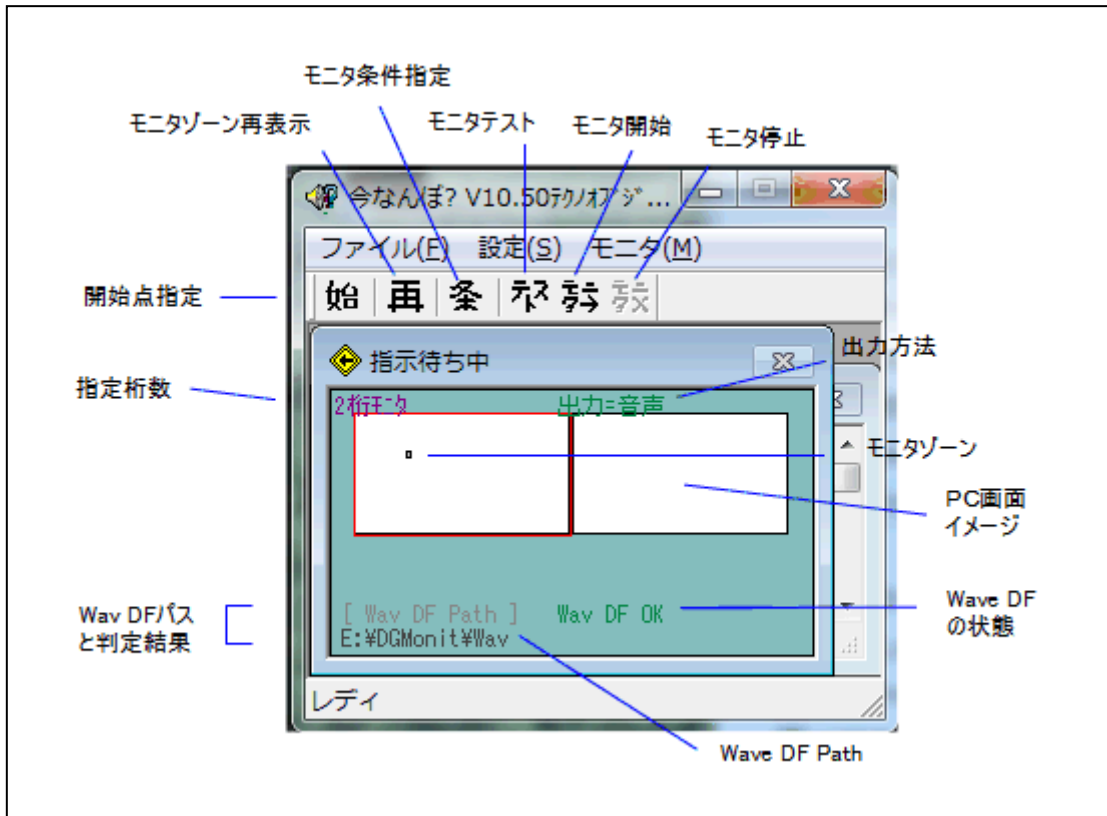 モニタ条件指定
モニタゾーン再表示
モニタテスト
モニタ開始
モニタ停止
今なんぼ? V10.50ﾃｸﾉｵﾌﾞｼﾞ...
ファイル(F) 設定(S) モニタ(M)
開始点指定
始 再 条 テスト モニ→ モニ×
指示待ち中
出力方法
指定桁数
2桁ﾓﾆﾀ 出力=音声
モニタゾーン
PC画面
イメージ
Wav DFパス
と判定結果
[ Wav DF Path ] Wav DF OK
E:¥DGMonit¥Wav
Wave DF
の状態
レディ
Wave DF Path